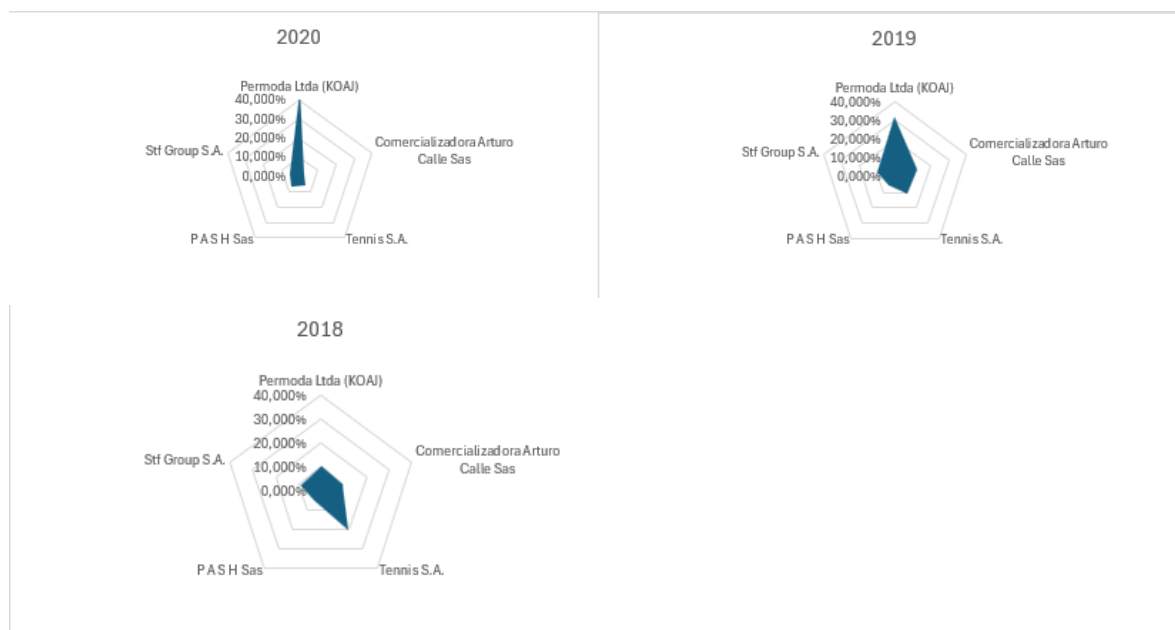 2020
Permoda Ltda (KOAJ)
40,000%
30,000%
20,000%
10,000%
0,000%
Comercializadora Arturo
Calle Sas
Tennis S.A.
P A S H Sas
Stf Group S.A.
2019
Permoda Ltda (KOAJ)
40,000%
30,000%
20,000%
10,000%
0,000%
Comercializadora Arturo
Calle Sas
Tennis S.A.
P A S H Sas
Stf Group S.A.
2018
Permoda Ltda (KOAJ)
40,000%
30,000%
20,000%
10,000%
0,000%
Comercializadora Arturo
Calle Sas
Tennis S.A.
P A S H Sas
Stf Group S.A.